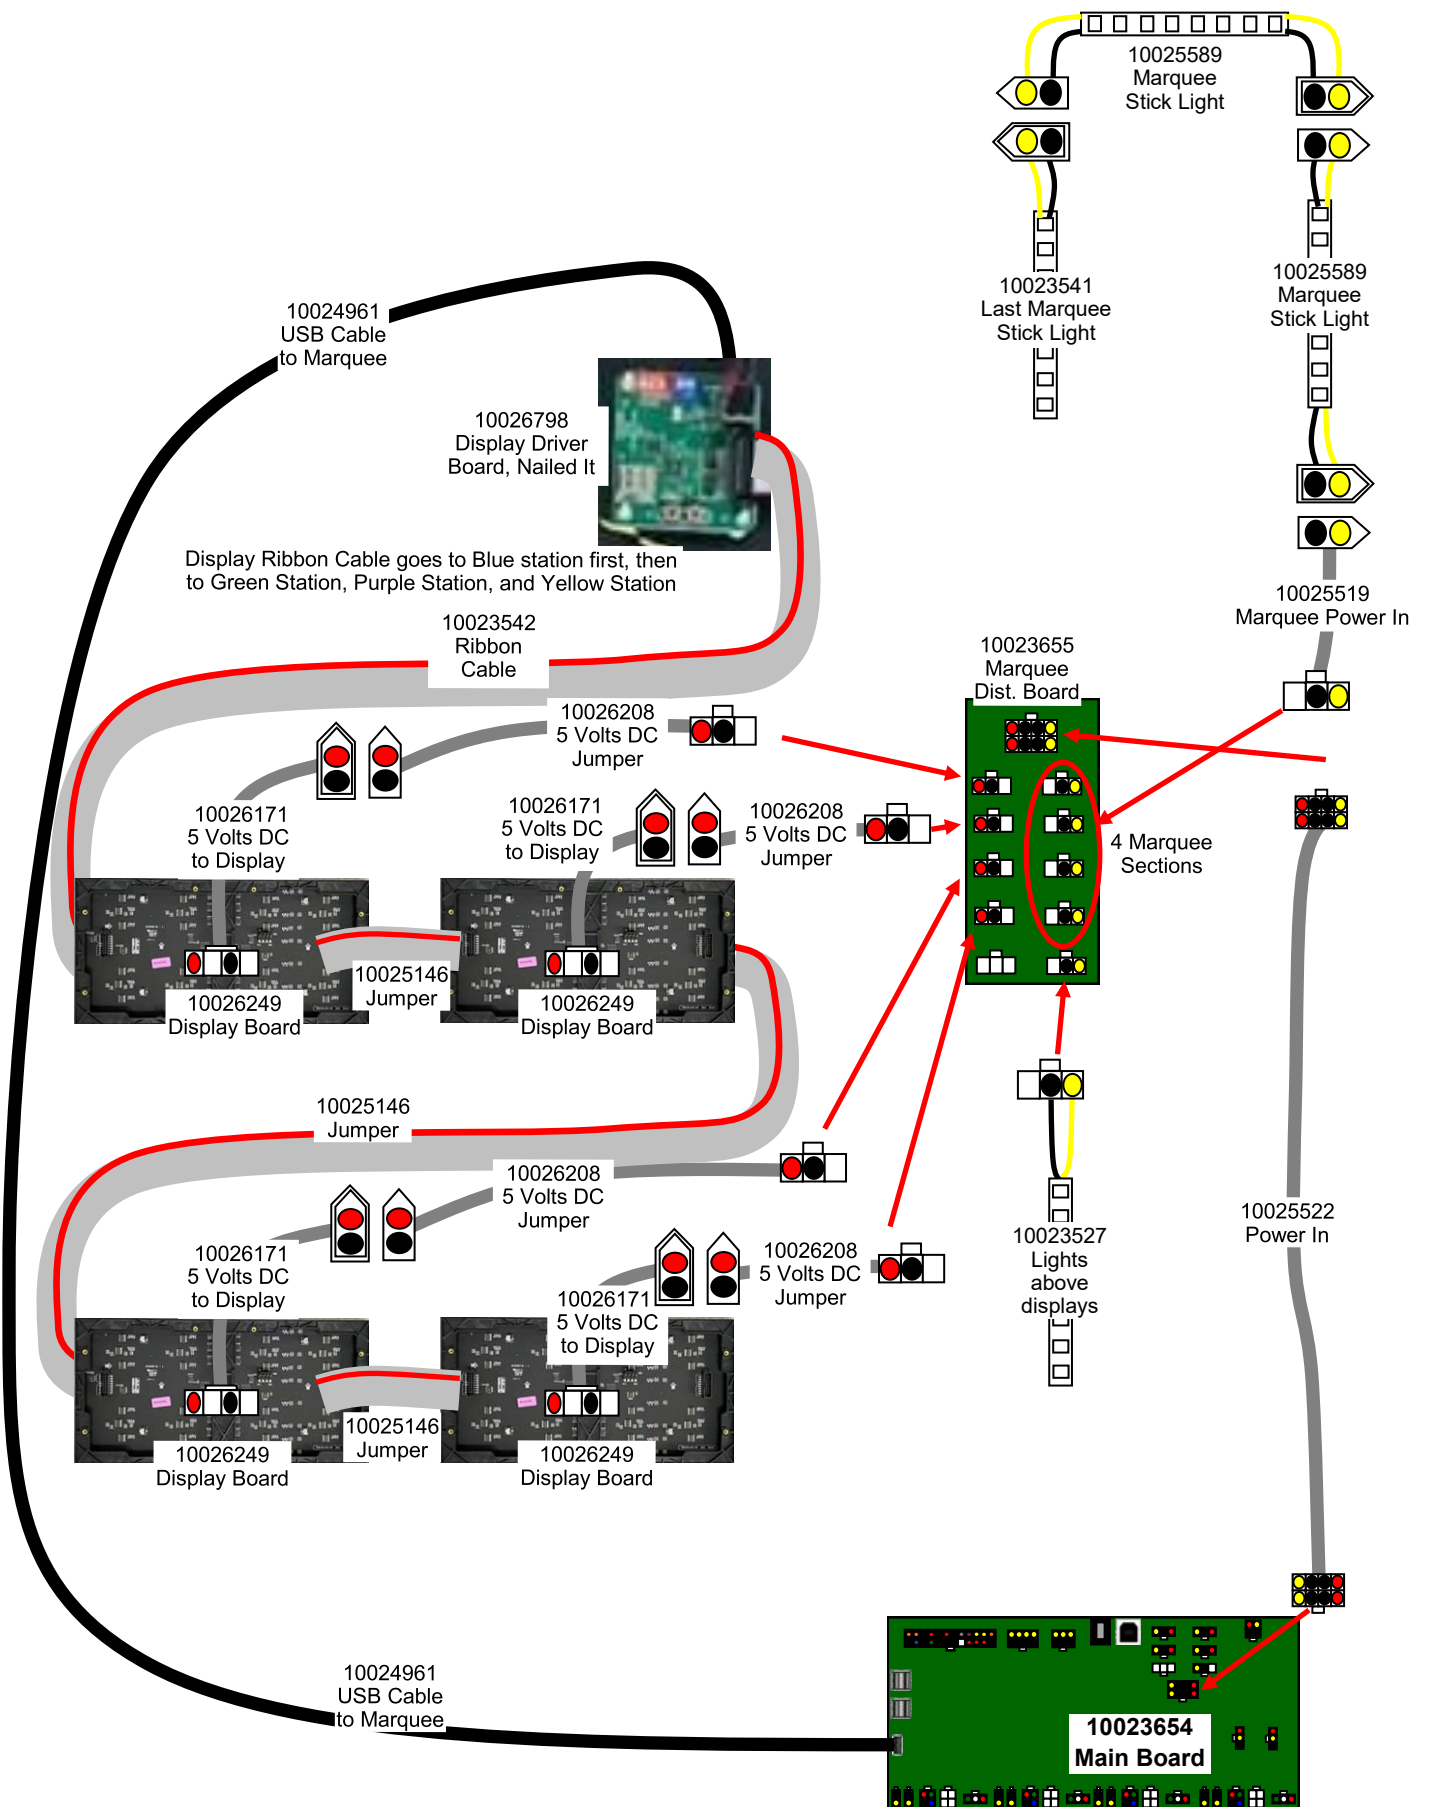 10025589
Marquee
Stick Light
10023541
Last Marquee
Stick Light
10025589
Marquee
Stick Light
10024961
USB Cable
to Marquee
10026798
Display Driver
Board, Nailed It
Display Ribbon Cable goes to Blue station first, then
to Green Station, Purple Station, and Yellow Station
10025519
Marquee Power In
10023542
Ribbon
Cable
10023655
Marquee
Dist. Board
10026208
5 Volts DC
Jumper
10026171
5 Volts DC
to Display
10026171
5 Volts DC
to Display
10026208
5 Volts DC
Jumper
4 Marquee
Sections
10025146
Jumper
10026249
Display Board
10026249
Display Board
10025146
Jumper
10026208
5 Volts DC
Jumper
10025522
Power In
10023527
Lights
above
displays
10026171
5 Volts DC
to Display
10026208
5 Volts DC
Jumper
10026171
5 Volts DC
to Display
10025146
Jumper
10026249
Display Board
10026249
Display Board
10024961
USB Cable
to Marquee
10023654
Main Board